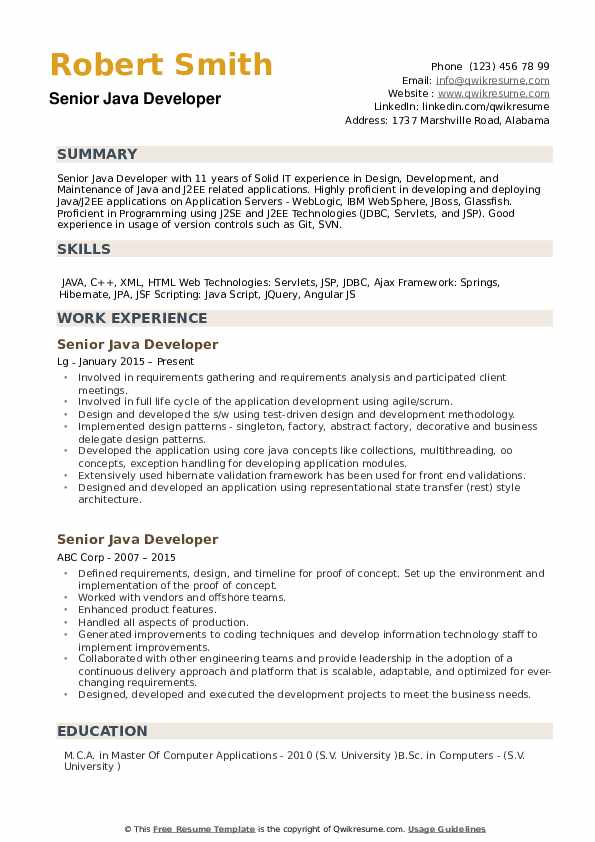 Robert Smith
Senior Java Developer
Phone (123) 456 78 99
Email: info@qwikresume.com
Website : www.qwikresume.com
LinkedIn: linkedin.com/qwikresume
Address: 1737 Marshville Road, Alabama
SUMMARY
Senior Java Developer with 11 years of Solid IT experience in Design, Development, and
Maintenance of Java and J2EE related applications. Highly proficient in developing and deploying
Java/J2EE applications on Application Servers - WebLogic, IBM WebSphere, JBoss, Glassfish.
Proficient in Programming using J2SE and J2EE Technologies (JDBC, Servlets, and JSP). Good
experience in usage of version controls such as Git, SVN.
SKILLS
JAVA, C++, XML, HTML Web Technologies: Servlets, JSP, JDBC, Ajax Framework: Springs,
Hibernate, JPA, JSF Scripting: Java Script, JQuery, Angular JS
WORK EXPERIENCE
Senior Java Developer
Lg - January 2015 – Present
• Involved in requirements gathering and requirements analysis and participated client
meetings.
• Involved in full life cycle of the application development using agile/scrum.
• Design and developed the s/w using test-driven design and development methodology.
• Implemented design patterns - singleton, factory, abstract factory, decorative and business
delegate design patterns.
• Developed the application using core java concepts like collections, multithreading, oo
concepts, exception handling for developing application modules.
• Extensively used hibernate validation framework has been used for front end validations.
• Designed and developed an application using representational state transfer (rest) style
architecture.
Senior Java Developer
ABC Corp - 2007 – 2015
• Defined requirements, design, and timeline for proof of concept. Set up the environment and
implementation of the proof of concept.
• Worked with vendors and offshore teams.
• Enhanced product features.
• Handled all aspects of production.
• Generated improvements to coding techniques and develop information technology staff to
implement improvements.
• Collaborated with other engineering teams and provide leadership in the adoption of a
continuous delivery approach and platform that is scalable, adaptable, and optimized for ever-
changing requirements.
• Designed, developed and executed the development projects to meet the business needs.
EDUCATION
M.C.A. in Master Of Computer Applications - 2010 (S.V. University )B.Sc. in Computers - (S.V.
University )
© This Free Resume Template is the copyright of Qwikresume.com. Usage Guidelines